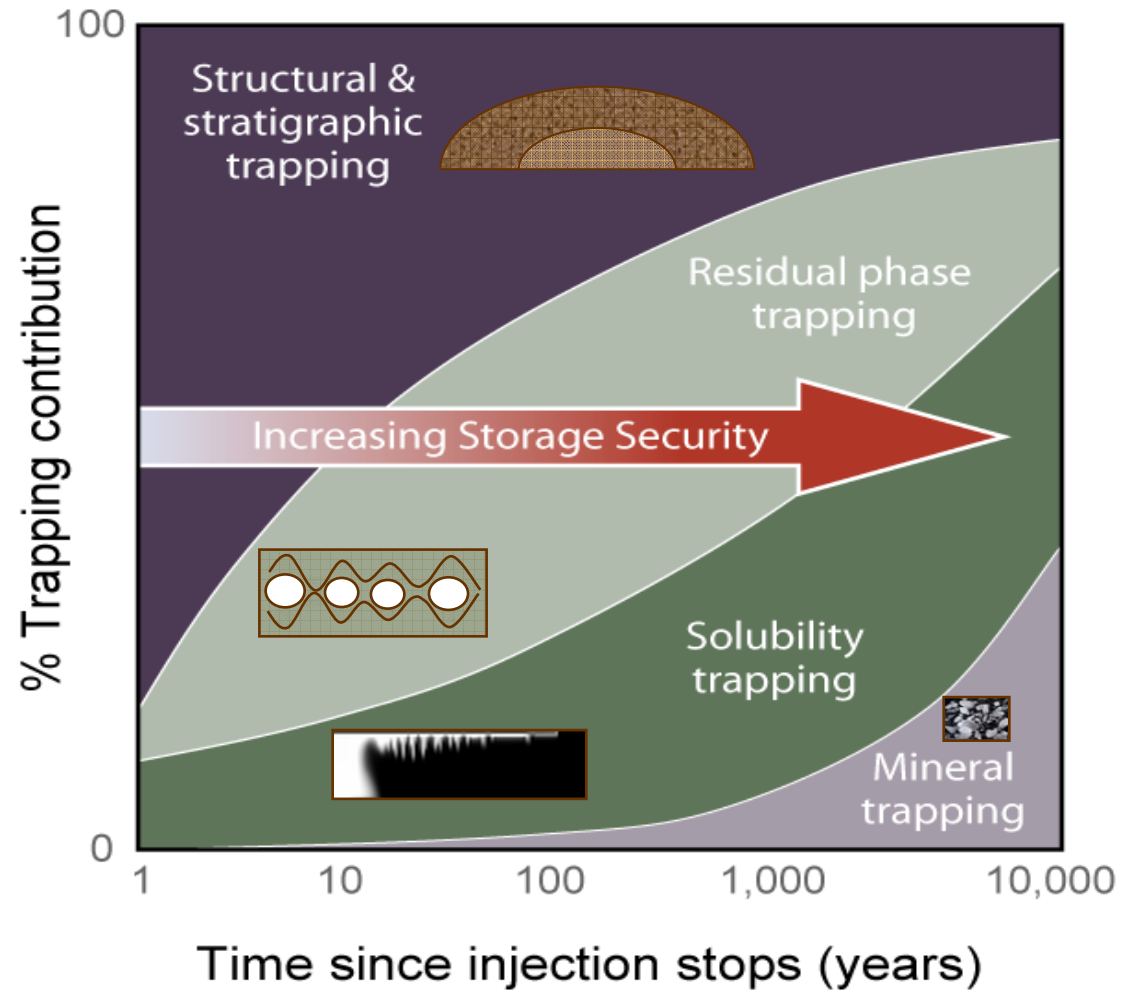 100
Structural &
stratigraphic
trapping
Residual phase
trapping
Increasing Storage Security
Solubility
trapping
Mineral
trapping
% Trapping contribution
0
1 10 100 1,000 10,000
Time since injection stops (years)